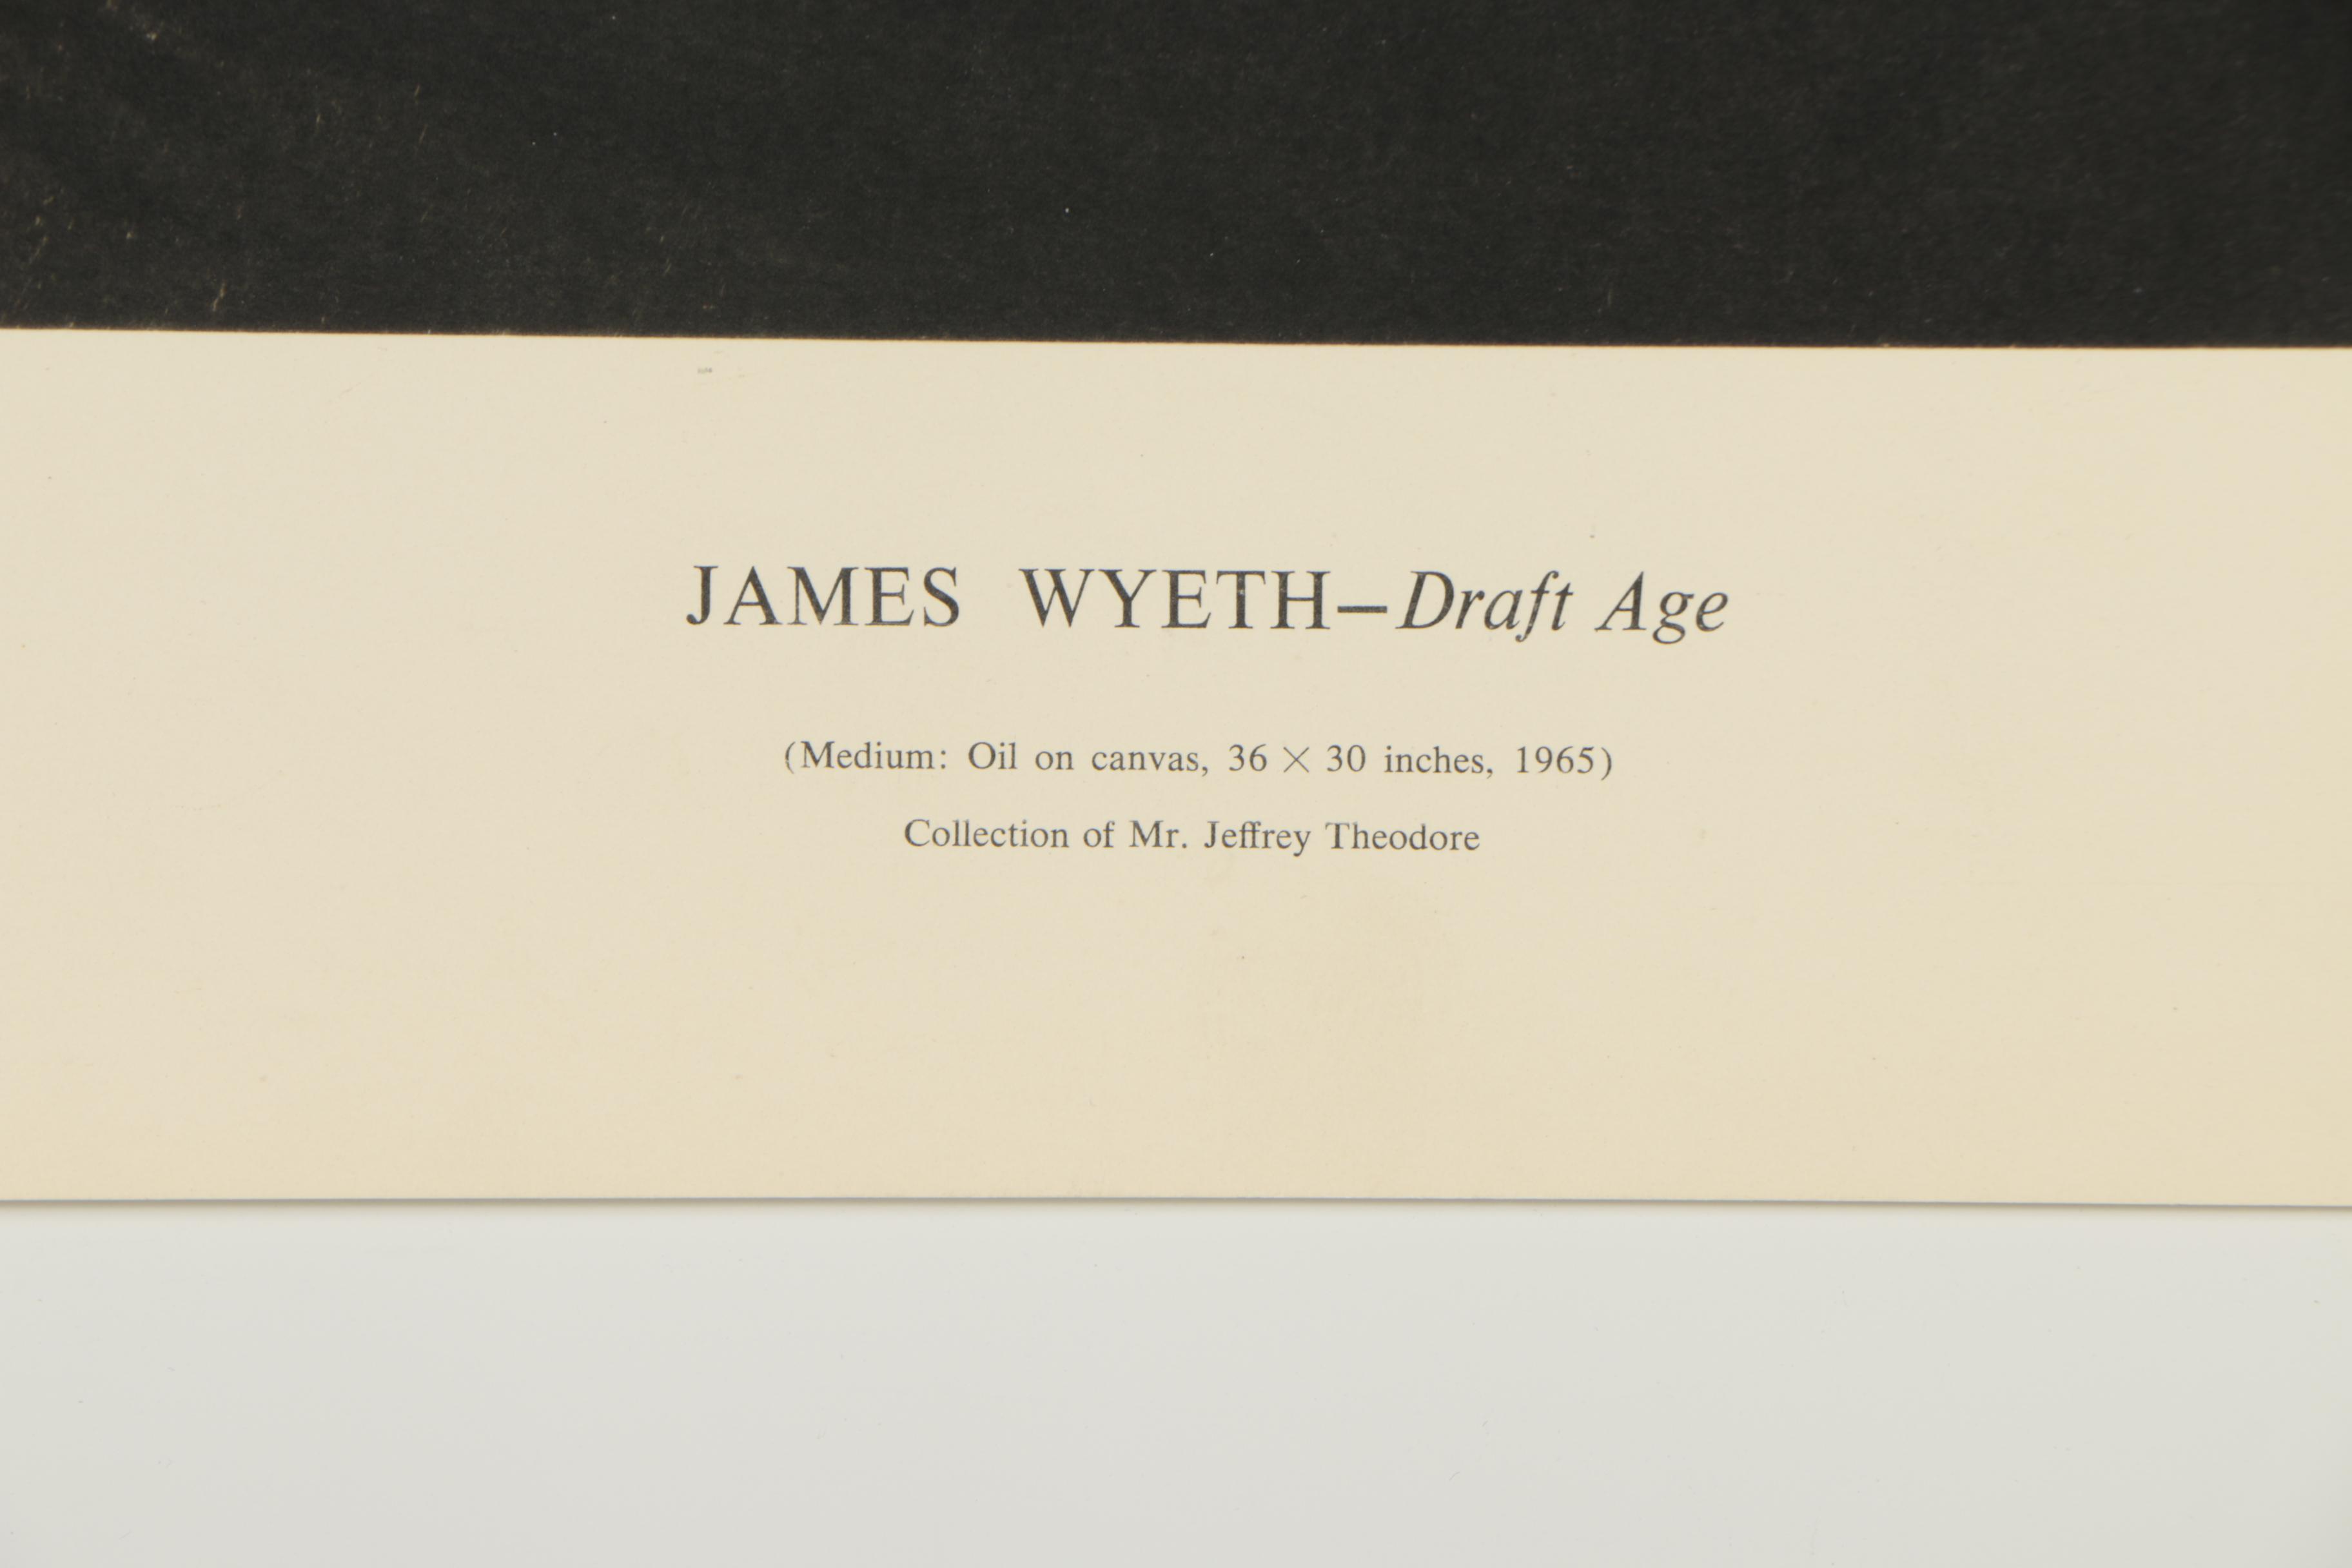 JAMES WYETH—Draft Age
(Medium: Oil on canvas, 36 × 30 inches, 1965)
Collection of Mr. Jeffrey Theodore